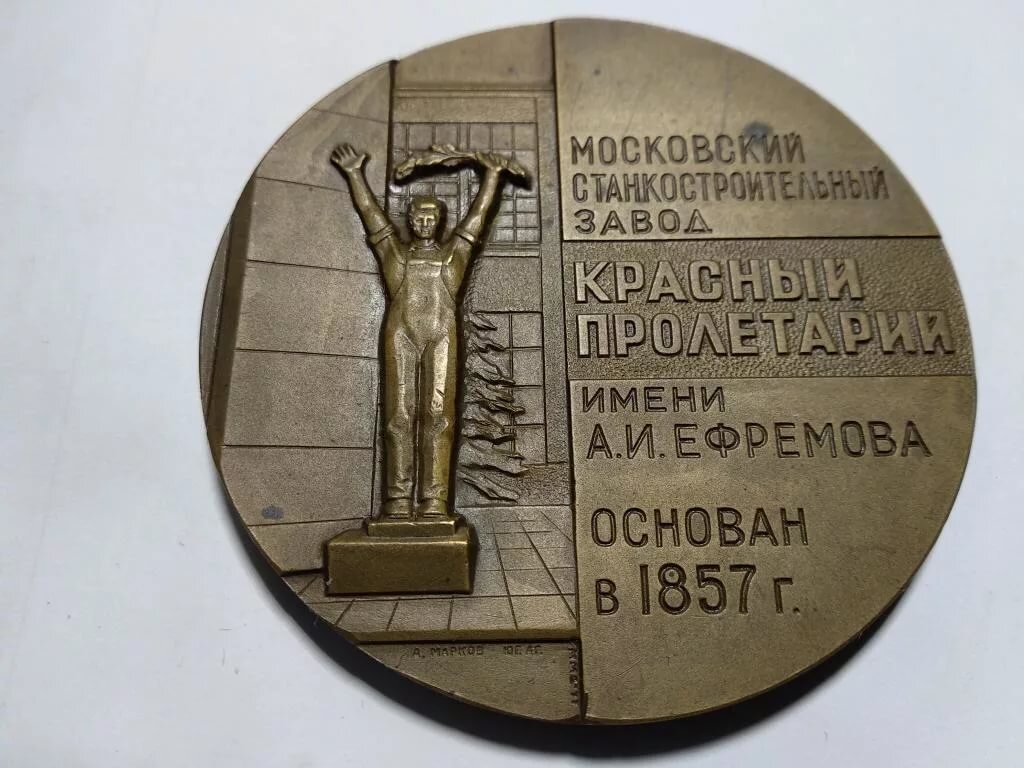 МОСКОВСКИЙ
СТАНКОСТРОИТЕЛЬНЫЙ
ЗАВОД
КРАСНЫЙ
ПРОЛЕТАРИЙ
ИМЕНИ
А.И.ЕФРЕМОВА
ОСНОВАН
В 1857 Г.
А. МАРКОВ